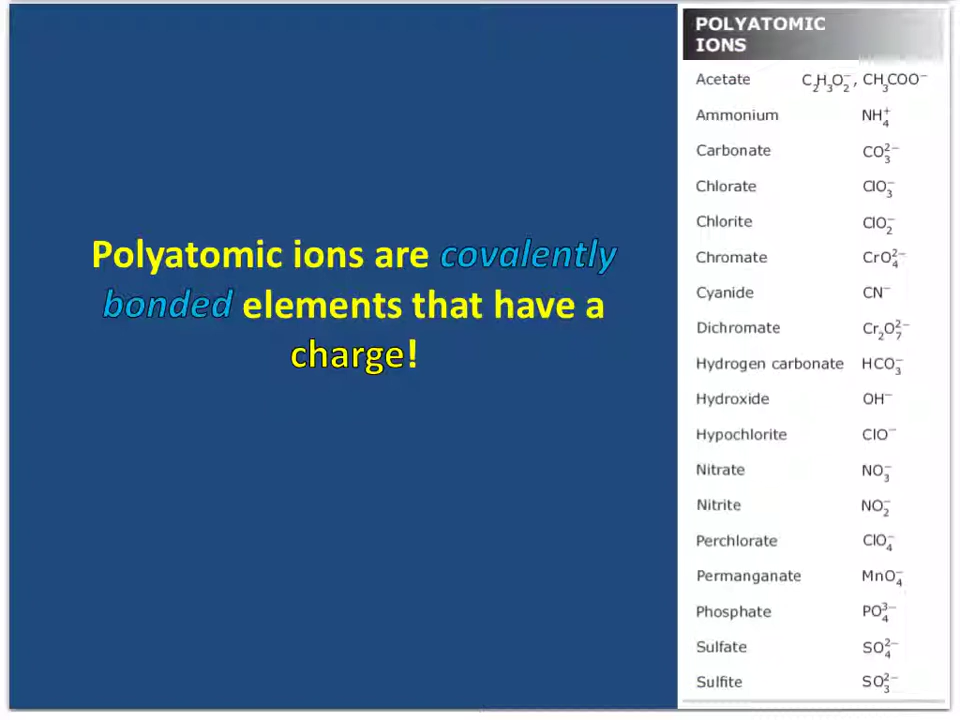 Polyatomic ions are covalently
bonded elements that have a
charge!
POLYATOMIC
IONS
Acetate C₂H₃O₂⁻, CH₃COO⁻
Ammonium NH₄⁺
Carbonate CO₃²⁻
Chlorate ClO₃⁻
Chlorite ClO₂⁻
Chromate CrO₄²⁻
Cyanide CN⁻
Dichromate Cr₂O₇²⁻
Hydrogen carbonate HCO₃⁻
Hydroxide OH⁻
Hypochlorite ClO⁻
Nitrate NO₃⁻
Nitrite NO₂⁻
Perchlorate ClO₄⁻
Permanganate MnO₄⁻
Phosphate PO₄³⁻
Sulfate SO₄²⁻
Sulfite SO₃²⁻